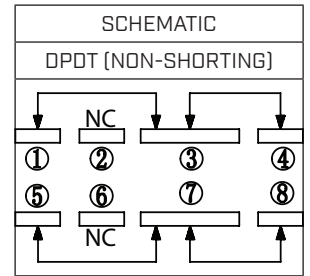 SCHEMATIC
DPDT (NON-SHORTING)
NC
① ② ③ ④
⑤ ⑥ ⑦ ⑧
NC